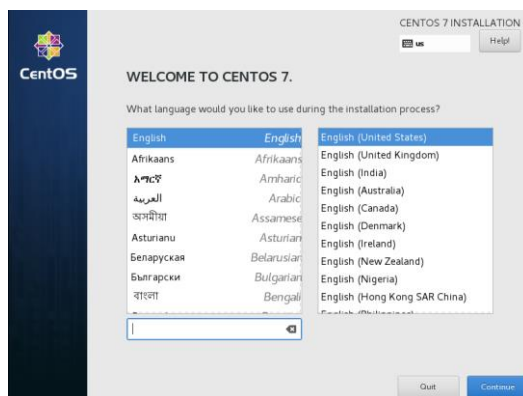 CENTOS 7 INSTALLATION
us
Help!
CentOS
WELCOME TO CENTOS 7.
What language would you like to use during the installation process?
English English
Afrikaans Afrikaans
አማርኛ Amharic
العربية Arabic
অসমীয়া Assamese
Asturianu Asturian
Беларуская Belarusian
Български Bulgarian
বাংলা Bengali
English (United States)
English (United Kingdom)
English (India)
English (Australia)
English (Canada)
English (Denmark)
English (Ireland)
English (New Zealand)
English (Nigeria)
English (Hong Kong SAR China)
English (Philippines)
Quit
Continue